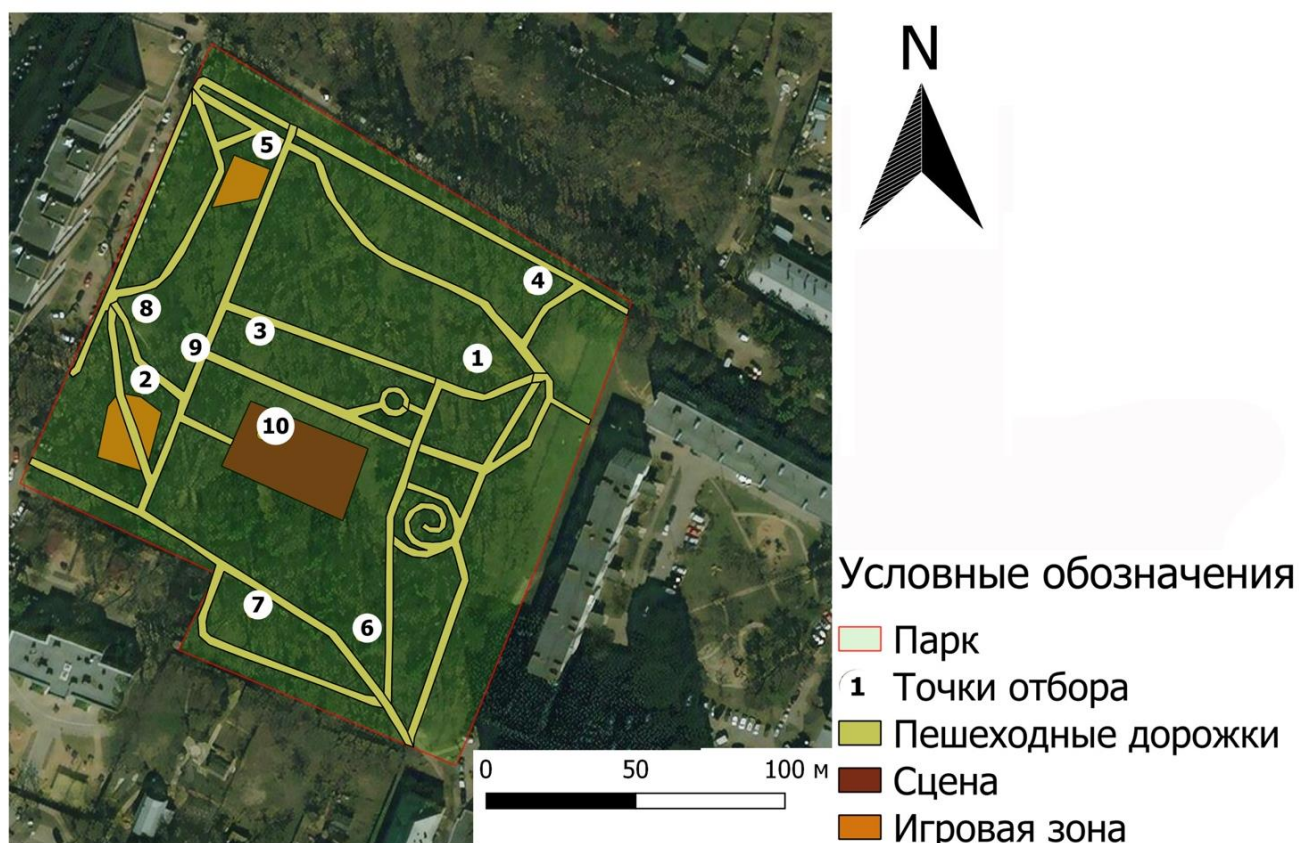 N
5
4
8
3
9
1
2
10
7
6
0 50 100 м
Условные обозначения
Парк
1 Точки отбора
Пешеходные дорожки
Сцена
Игровая зона